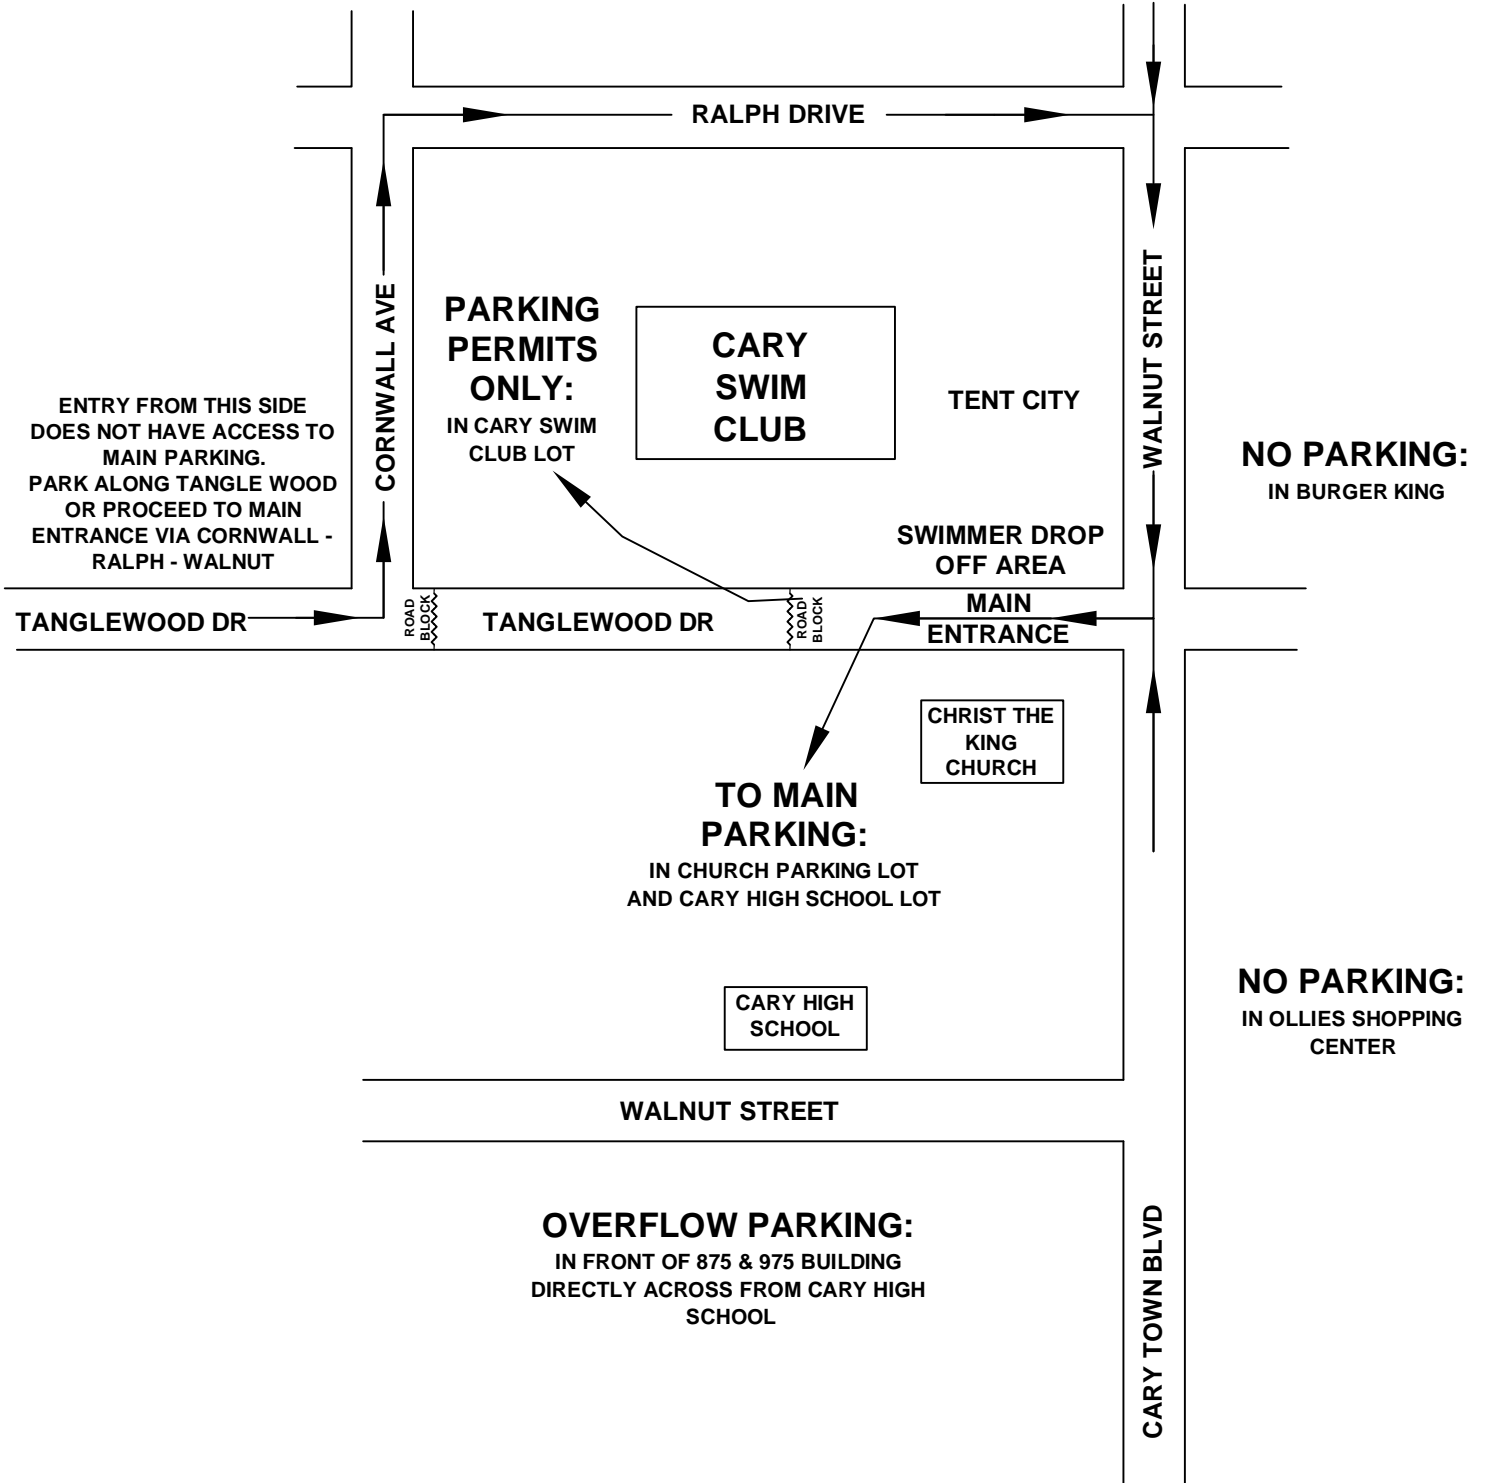 RALPH DRIVE
CORNWALL AVE
WALNUT STREET
PARKING
PERMITS
ONLY:
IN CARY SWIM
CLUB LOT
CARY
SWIM
CLUB
TENT CITY
ENTRY FROM THIS SIDE
DOES NOT HAVE ACCESS TO
MAIN PARKING.
PARK ALONG TANGLE WOOD
OR PROCEED TO MAIN
ENTRANCE VIA CORNWALL -
RALPH - WALNUT
NO PARKING:
IN BURGER KING
SWIMMER DROP
OFF AREA
TANGLEWOOD DR
ROAD
BLOCK
TANGLEWOOD DR
ROAD
BLOCK
MAIN
ENTRANCE
CHRIST THE
KING
CHURCH
TO MAIN
PARKING:
IN CHURCH PARKING LOT
AND CARY HIGH SCHOOL LOT
CARY HIGH
SCHOOL
NO PARKING:
IN OLLIES SHOPPING
CENTER
WALNUT STREET
OVERFLOW PARKING:
IN FRONT OF 875 & 975 BUILDING
DIRECTLY ACROSS FROM CARY HIGH
SCHOOL
CARY TOWN BLVD